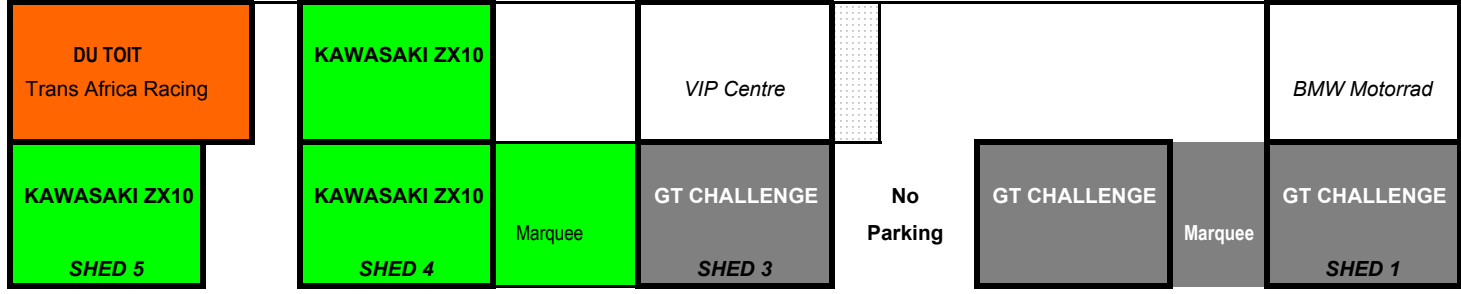 DU TOIT
Trans Africa Racing
KAWASAKI ZX10
VIP Centre
BMW Motorrad
KAWASAKI ZX10
SHED 5
KAWASAKI ZX10
SHED 4
Marquee
GT CHALLENGE
SHED 3
No
Parking
GT CHALLENGE
Marquee
GT CHALLENGE
SHED 1